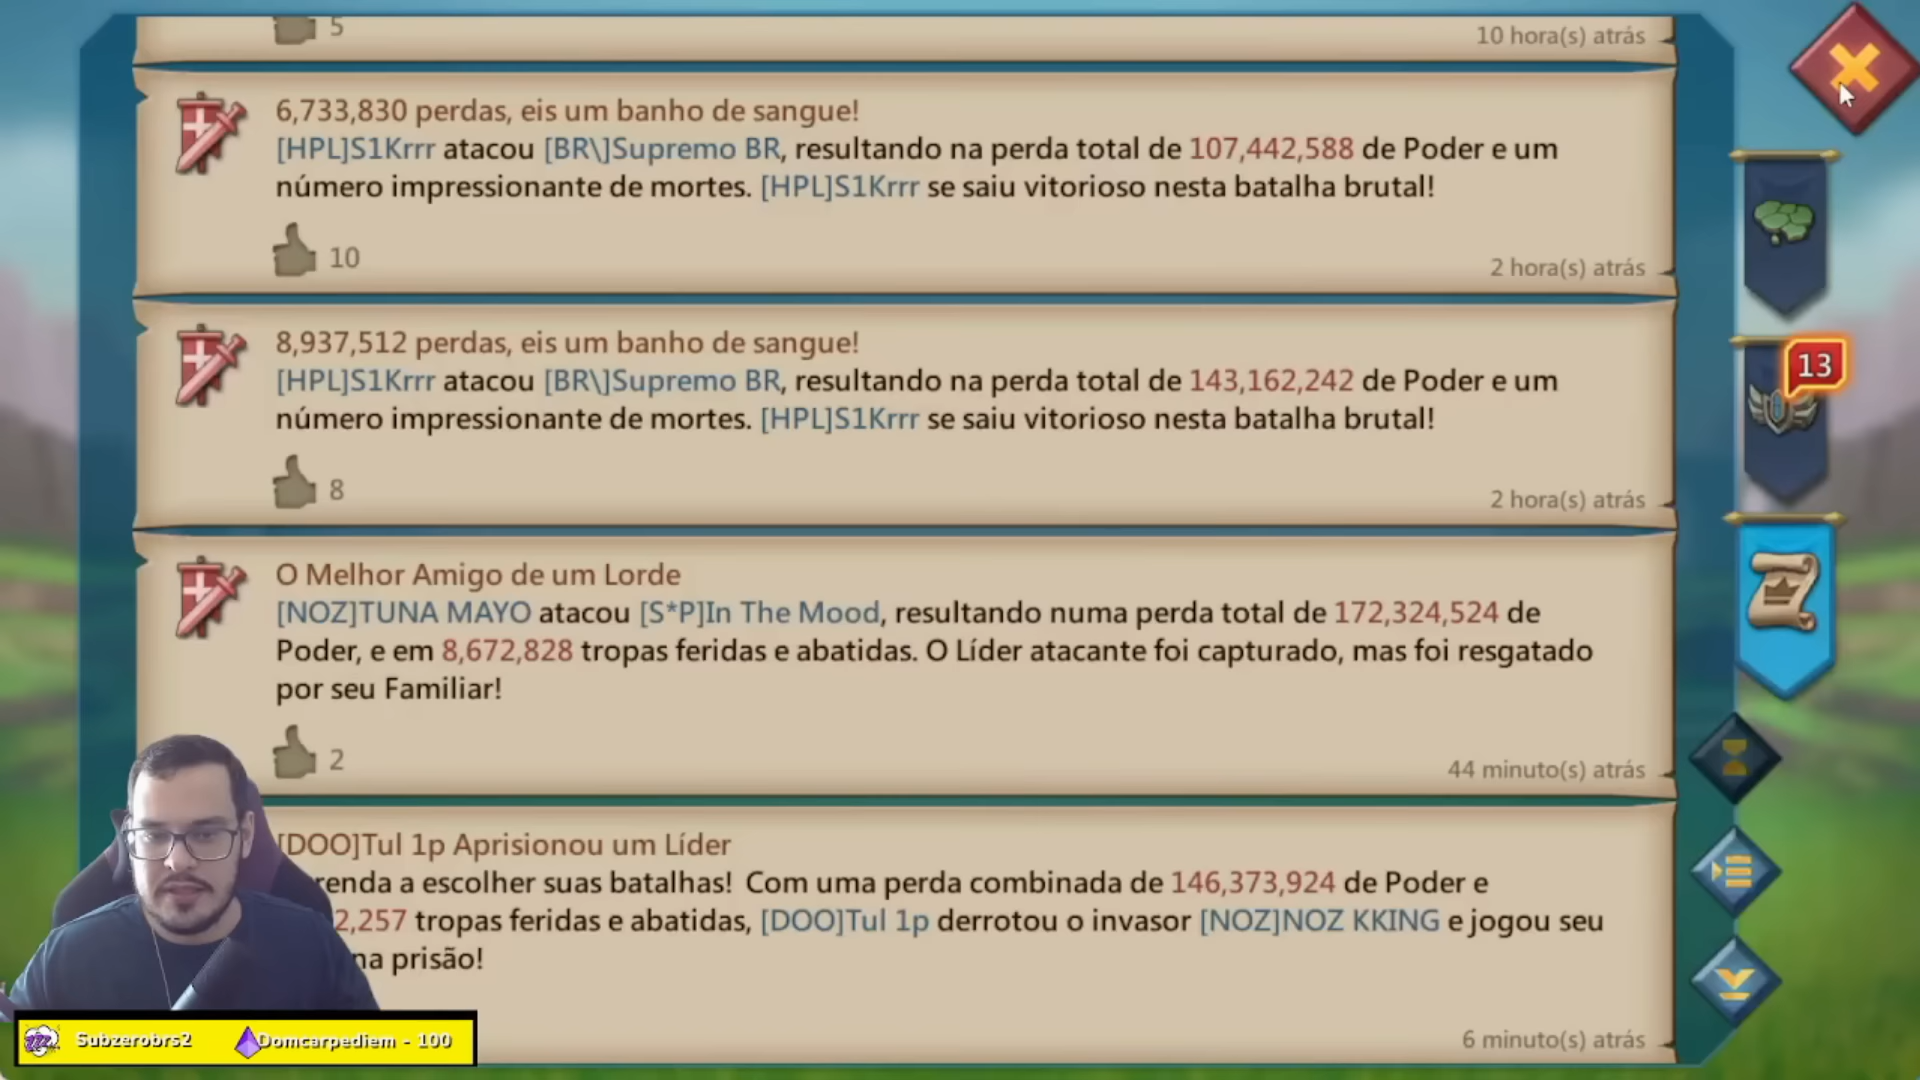 5
10 hora(s) atrás
6,733,830 perdas, eis um banho de sangue!
[HPL]S1Krrr atacou [BR\]Supremo BR, resultando na perda total de 107,442,588 de Poder e um
número impressionante de mortes. [HPL]S1Krrr se saiu vitorioso nesta batalha brutal!
10
2 hora(s) atrás
8,937,512 perdas, eis um banho de sangue!
[HPL]S1Krrr atacou [BR\]Supremo BR, resultando na perda total de 143,162,242 de Poder e um
número impressionante de mortes. [HPL]S1Krrr se saiu vitorioso nesta batalha brutal!
8
2 hora(s) atrás
13
O Melhor Amigo de um Lorde
[NOZ]TUNA MAYO atacou [S*P]In The Mood, resultando numa perda total de 172,324,524 de
Poder, e em 8,672,828 tropas feridas e abatidas. O Líder atacante foi capturado, mas foi resgatado
por seu Familiar!
2
44 minuto(s) atrás
[DOO]Tul 1p Aprisionou um Líder
renda a escolher suas batalhas! Com uma perda combinada de 146,373,924 de Poder e
2,257 tropas feridas e abatidas, [DOO]Tul 1p derrotou o invasor [NOZ]NOZ KKING e jogou seu
na prisão!
6 minuto(s) atrás
Subzerobrs2
Domcarpediem - 100